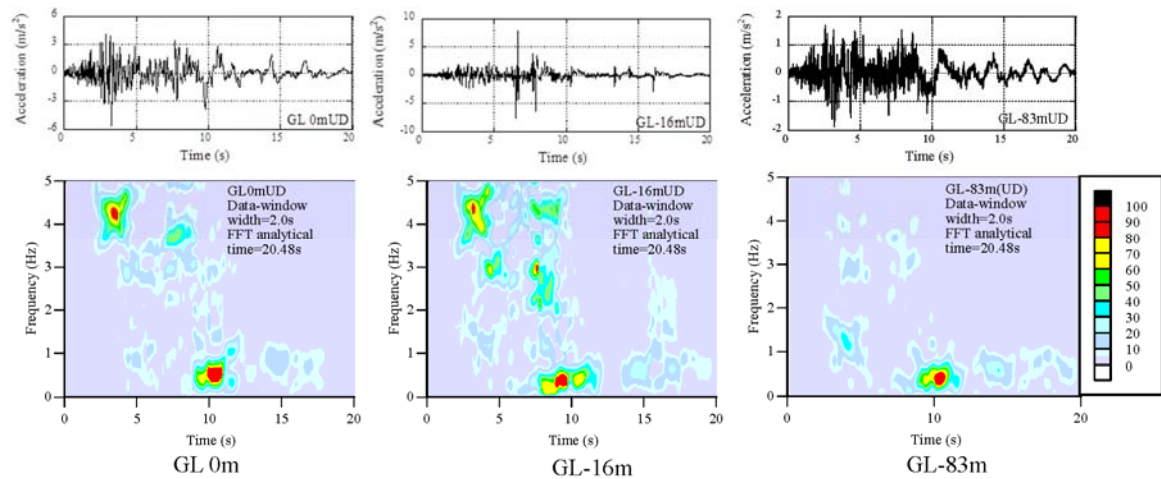 Acceleration (m/s²)
6
3
0
-3
-6
0
5
10
15
20
GL 0mUD
Time (s)
Acceleration (m/s²)
10
5
0
-5
-10
0
5
10
15
20
GL-16mUD
Time (s)
Acceleration (m/s²)
2
1
0
-1
-2
0
5
10
15
20
GL-83mUD
Time (s)
Frequency (Hz)
5
4
3
2
1
0
0
5
10
15
20
GL0mUD
Data-window
width=2.0s
FFT analytical
time=20.48s
Time (s)
GL 0m
Frequency (Hz)
5
4
3
2
1
0
0
5
10
15
20
GL-16mUD
Data-window
width=2.0s
FFT analytical
time=20.48s
Time (s)
GL-16m
Frequency (Hz)
5
4
3
2
1
0
0
5
10
15
20
GL-83m(UD)
Data-window
width=2.0s
FFT analytical
time=20.48s
Time (s)
GL-83m
100
90
80
70
60
50
40
30
20
10
0